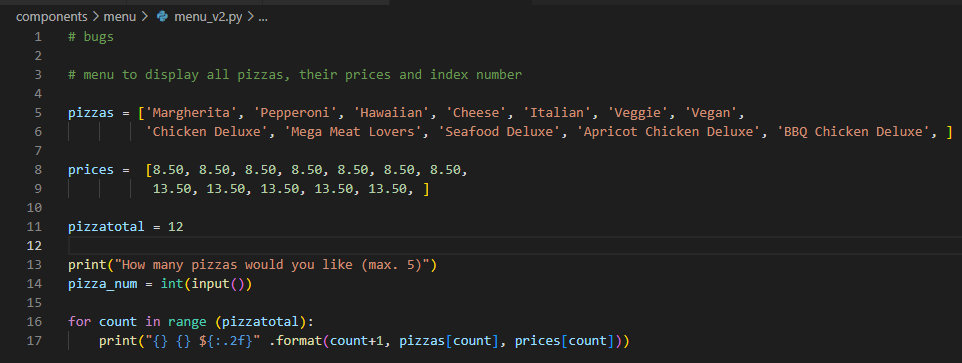 components > menu > menu_v2.py > ...
1 # bugs
2
3 # menu to display all pizzas, their prices and index number
4
5 pizzas = ['Margherita', 'Pepperoni', 'Hawaiian', 'Cheese', 'Italian', 'Veggie', 'Vegan',
6 'Chicken Deluxe', 'Mega Meat Lovers', 'Seafood Deluxe', 'Apricot Chicken Deluxe', 'BBQ Chicken Deluxe', ]
7
8 prices =  [8.50, 8.50, 8.50, 8.50, 8.50, 8.50, 8.50,
9 13.50, 13.50, 13.50, 13.50, 13.50, ]
10
11 pizzatotal = 12
12
13 print("How many pizzas would you like (max. 5)")
14 pizza_num = int(input())
15
16 for count in range (pizzatotal):
17     print("{} {} ${:.2f}" .format(count+1, pizzas[count], prices[count]))